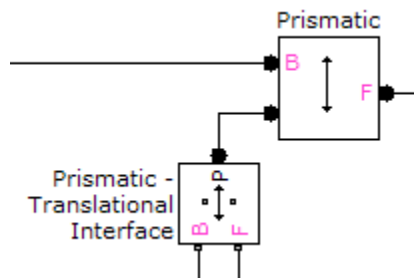 Prismatic
B
F
Prismatic -
Translational
Interface
P
B
F